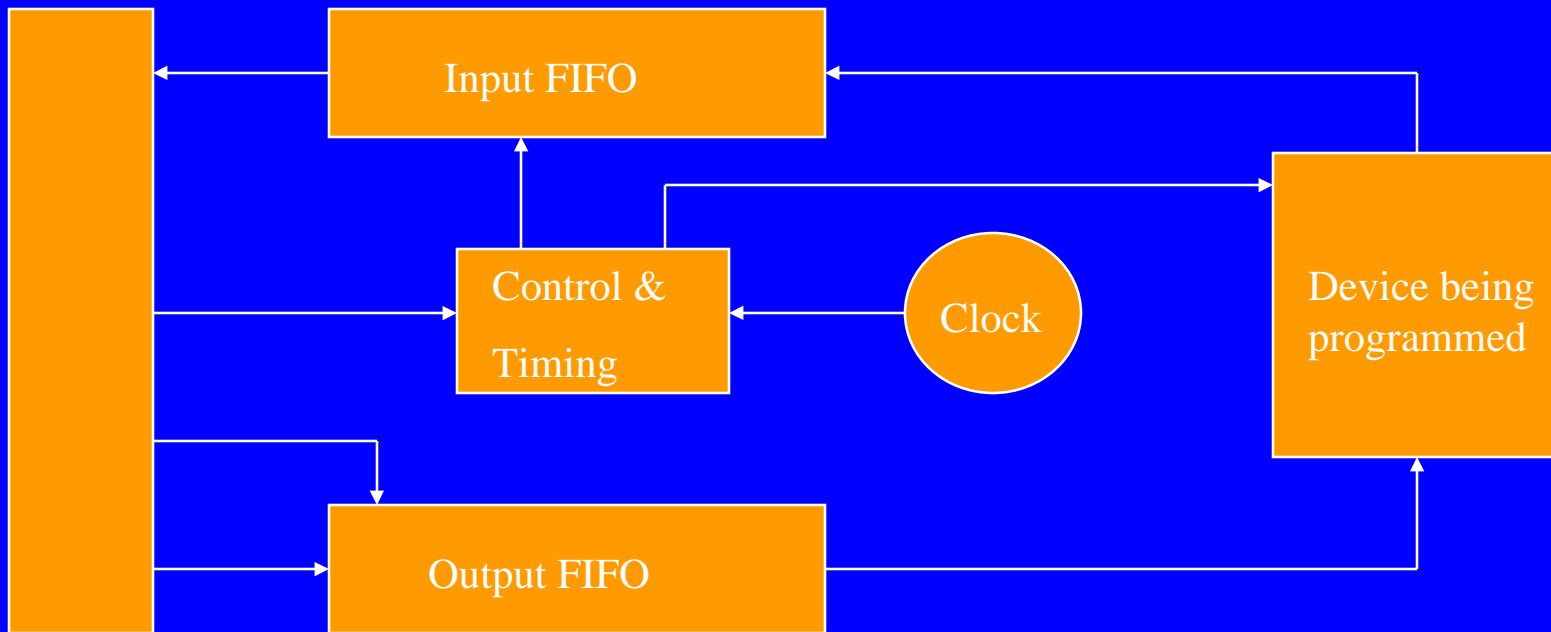 Input FIFO
Control &
Timing
Clock
Device being
programmed
Output FIFO